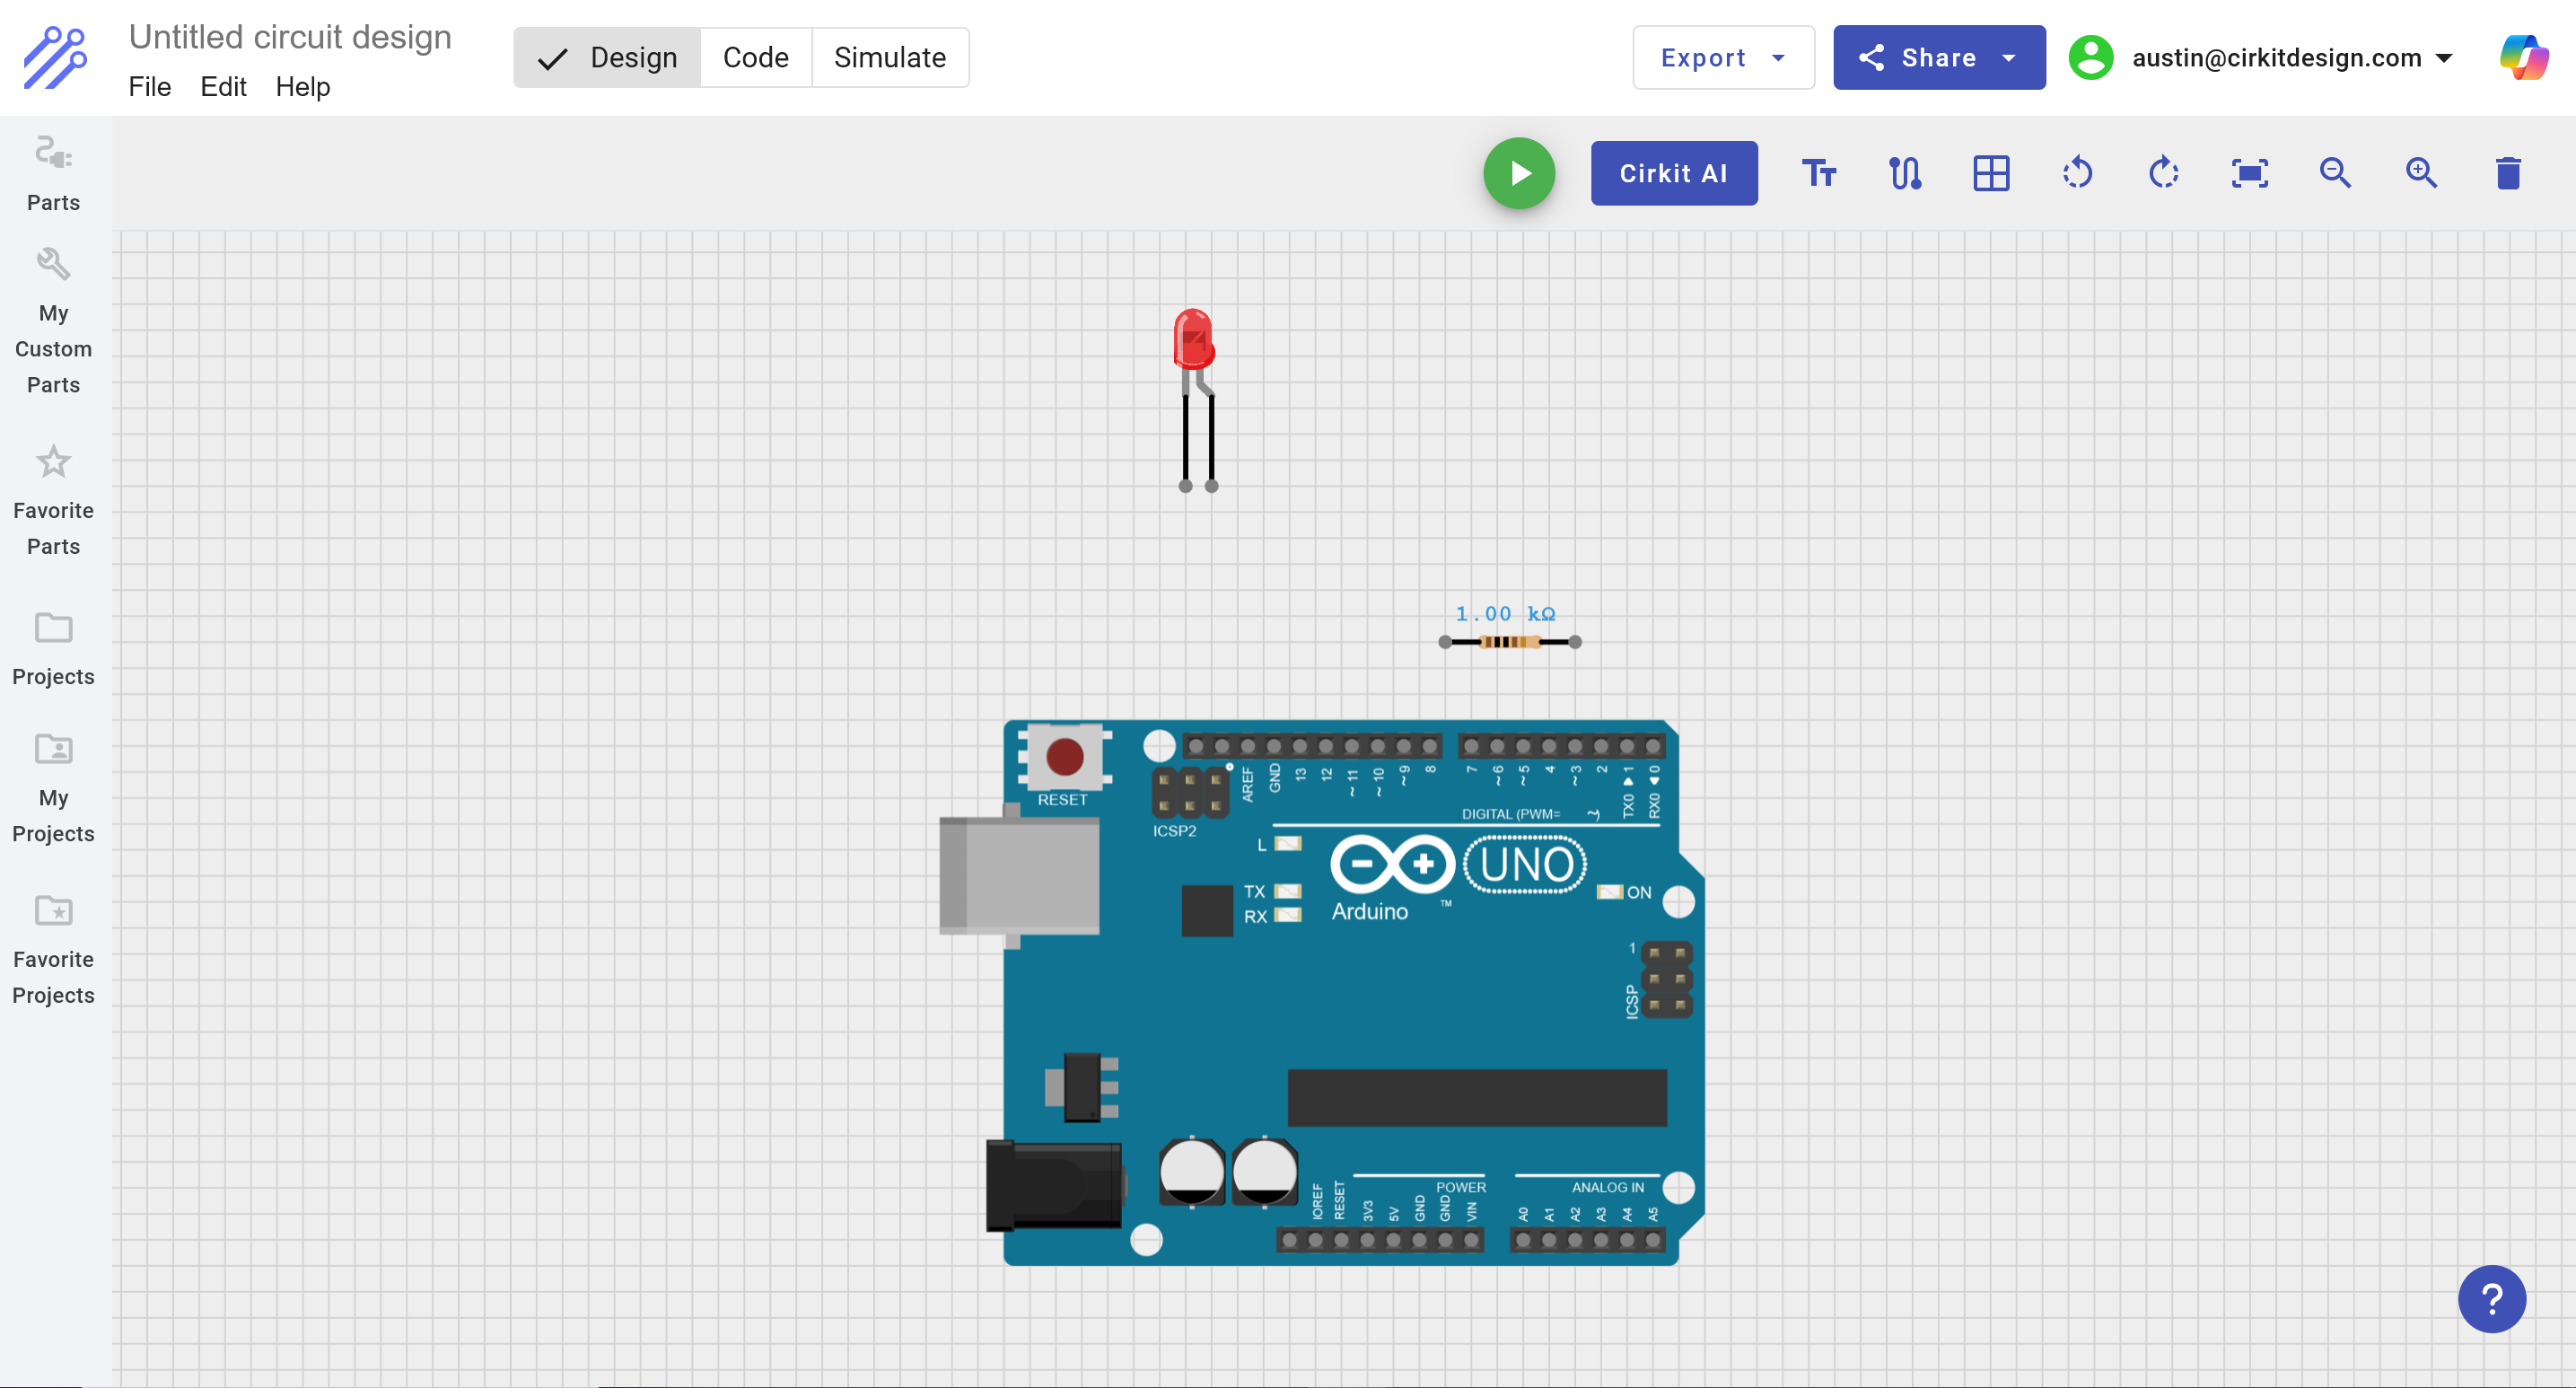 Untitled circuit design
File Edit Help
Design Code Simulate
Export
Share
austin@cirkitdesign.com
Parts
My
Custom
Parts
Favorite
Parts
Projects
My
Projects
Favorite
Projects
Cirkit AI
1.00 kΩ
RESET
ICSP2
AREF
GND
13
12
~11
~10
~9
8
7
~6
~5
4
~3
2
TX0 ▶ 1
RX0 ◀ 0
DIGITAL (PWM= ~)
L
TX
RX
UNO
Arduino ™
ON
1
ICSP
POWER
ANALOG IN
IOREF
RESET
3V3
5V
GND
GND
VIN
A0
A1
A2
A3
A4
A5
?